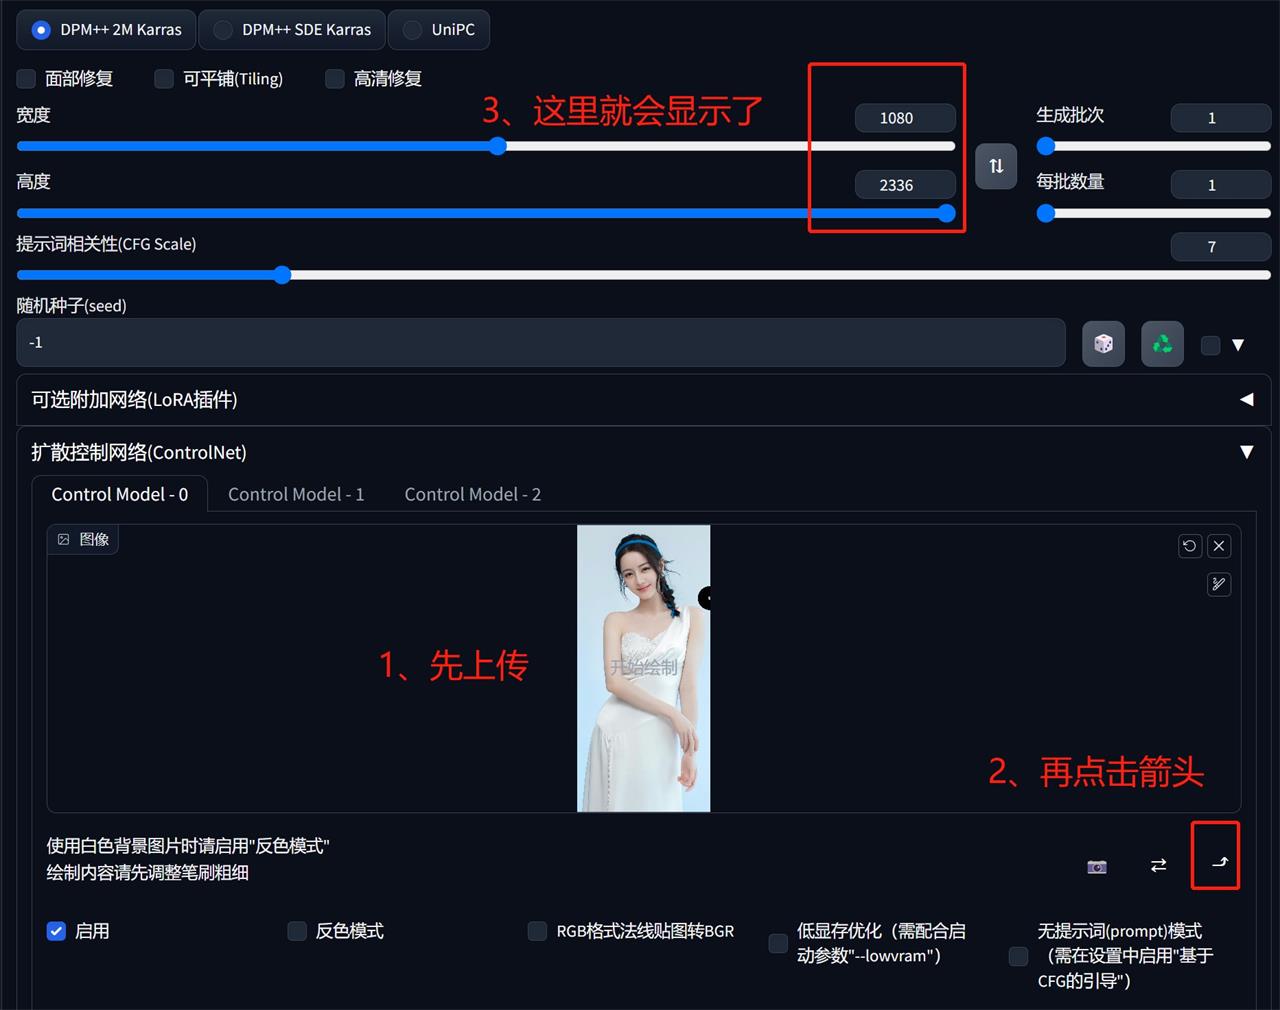 DPM++ 2M Karras
DPM++ SDE Karras
UniPC
面部修复
可平铺(Tiling)
高清修复
3、这里就会显示了
宽度
1080
生成批次
1
高度
2336
每批数量
1
提示词相关性(CFG Scale)
7
随机种子(seed)
-1
可选附加网络(LoRA插件)
扩散控制网络(ControlNet)
Control Model - 0
Control Model - 1
Control Model - 2
图像
1、先上传
开始绘制
2、再点击箭头
使用白色背景图片时请启用"反色模式"
绘制内容请先调整笔刷粗细
启用
反色模式
RGB格式法线贴图转BGR
低显存优化（需配合启
动参数"--lowvram"）
无提示词(prompt)模式
（需在设置中启用"基于
CFG的引导"）